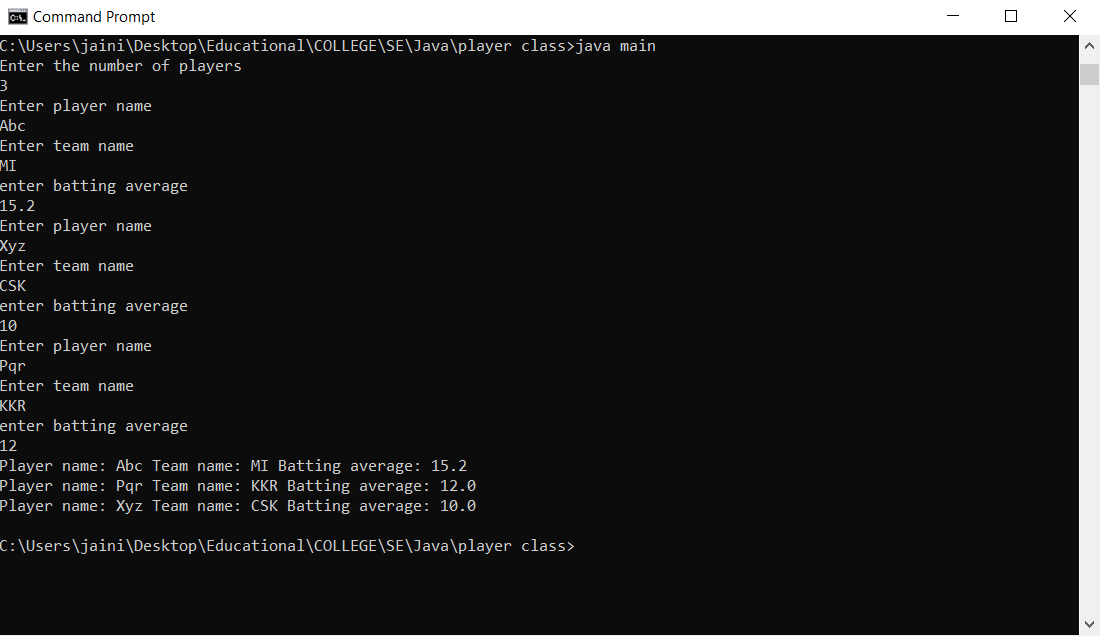 Command Prompt
C:\Users\jaini\Desktop\Educational\COLLEGE\SE\Java\player class>java main
Enter the number of players
3
Enter player name
Abc
Enter team name
MI
enter batting average
15.2
Enter player name
Xyz
Enter team name
CSK
enter batting average
10
Enter player name
Pqr
Enter team name
KKR
enter batting average
12
Player name: Abc Team name: MI Batting average: 15.2
Player name: Pqr Team name: KKR Batting average: 12.0
Player name: Xyz Team name: CSK Batting average: 10.0
C:\Users\jaini\Desktop\Educational\COLLEGE\SE\Java\player class>